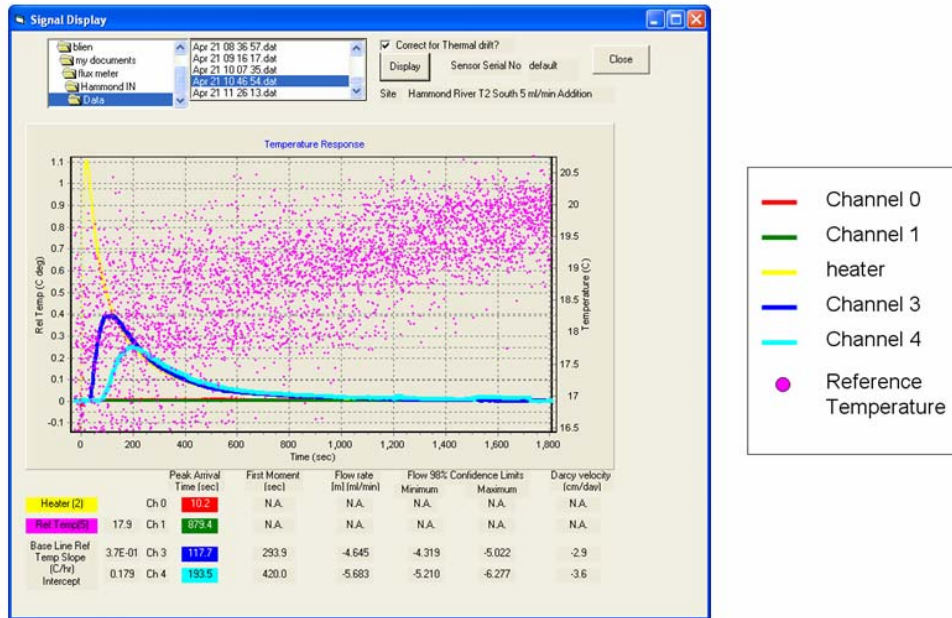 Signal Display
blien
my documents
flux meter
Hammond IN
Data
Apr 21 08 36 57.dat
Apr 21 09 16 17.dat
Apr 21 10 07 35.dat
Apr 21 10 46 54.dat
Apr 21 11 26 13.dat
Correct for Thermal drift?
Display
Sensor Serial No default
Close
Site Hammond River T2 South 5 ml/min Addition
Temperature Response
1.1
1
0.9
0.8
0.7
0.6
0.5
0.4
0.3
0.2
0.1
0
-0.1
Rel Temp (C deg)
20.5
20
19.5
19
18.5
18
17.5
17
16.5
Temperature (C)
0 200 400 600 800 1,000 1,200 1,400 1,600 1,800
Time (sec)
Channel 0
Channel 1
heater
Channel 3
Channel 4
Reference
Temperature
Peak Arrival First Moment Flow rate Flow 98% Confidence Limits Darcy velocity
Time (sec) (sec) (m) (ml/min) Minimum Maximum (cm/day)
Heater (2) Ch 0 10.2 N.A. N.A. N.A. N.A. N.A.
Ref Temp(5) 17.9 Ch 1 879.4 N.A. N.A. N.A. N.A. N.A.
Base Line Ref
Temp Slope 3.7E-01 Ch 3 117.7 293.9 -4.645 -4.319 -5.022 -2.9
(C/hr)
Intercept 0.179 Ch 4 193.5 420.0 -5.683 -5.210 -6.277 -3.6